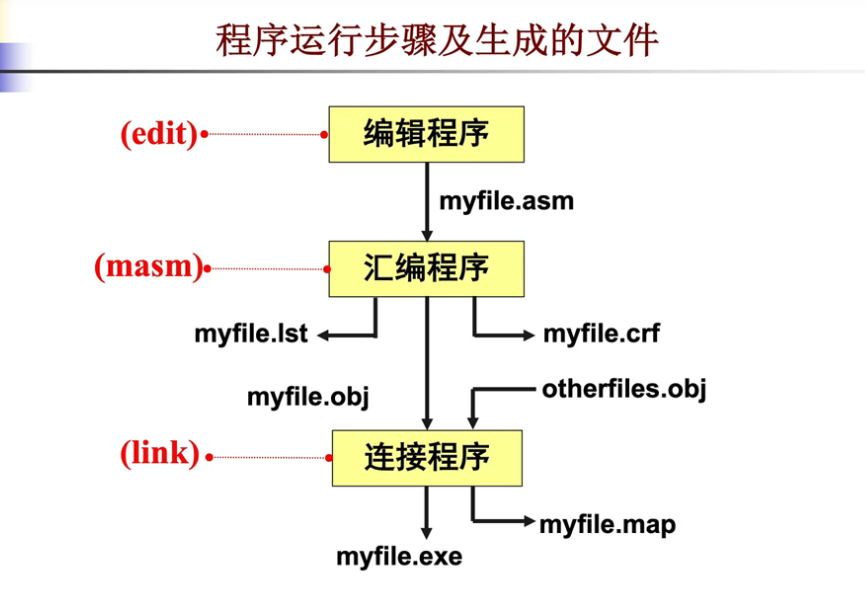 程序运行步骤及生成的文件
(edit)
编辑程序
myfile.asm
(masm)
汇编程序
myfile.lst
myfile.crf
myfile.obj
otherfiles.obj
(link)
连接程序
myfile.map
myfile.exe